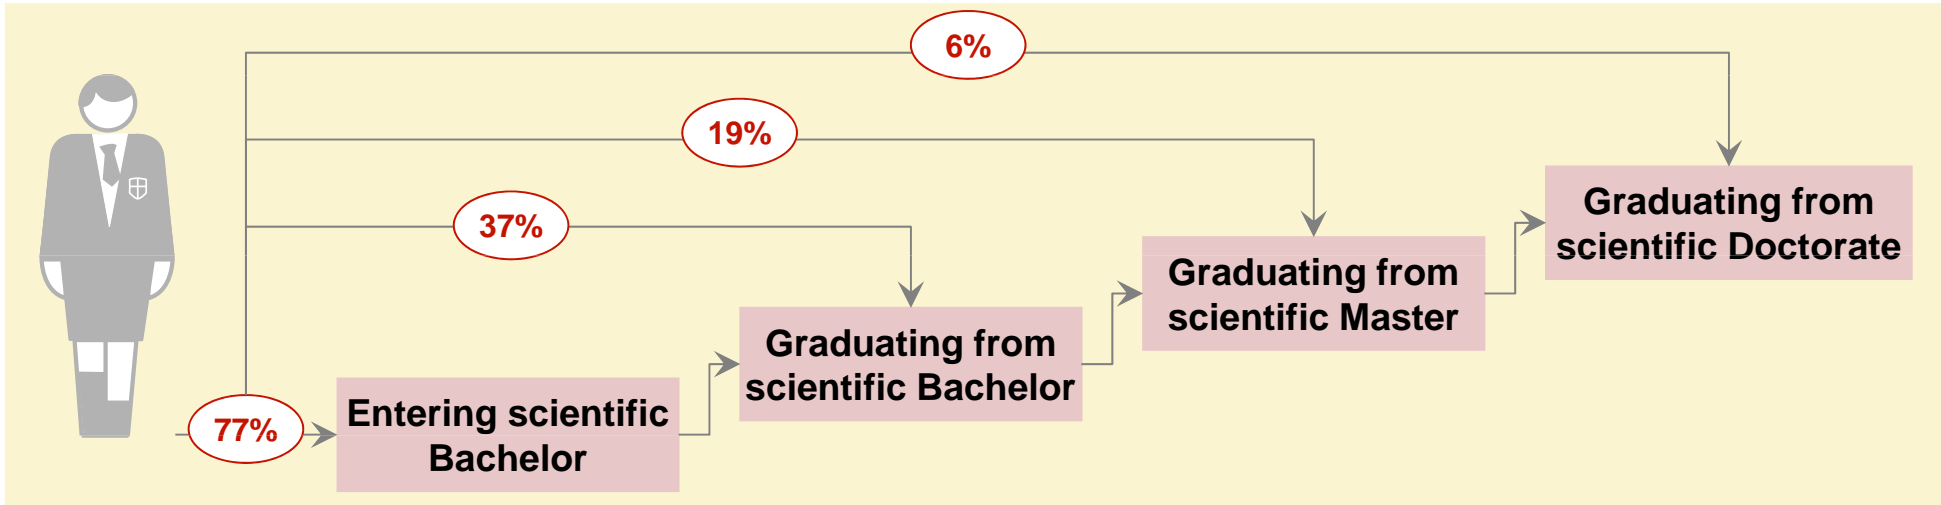 6%
19%
37%
77%
Entering scientific
Bachelor
Graduating from
scientific Bachelor
Graduating from
scientific Master
Graduating from
scientific Doctorate